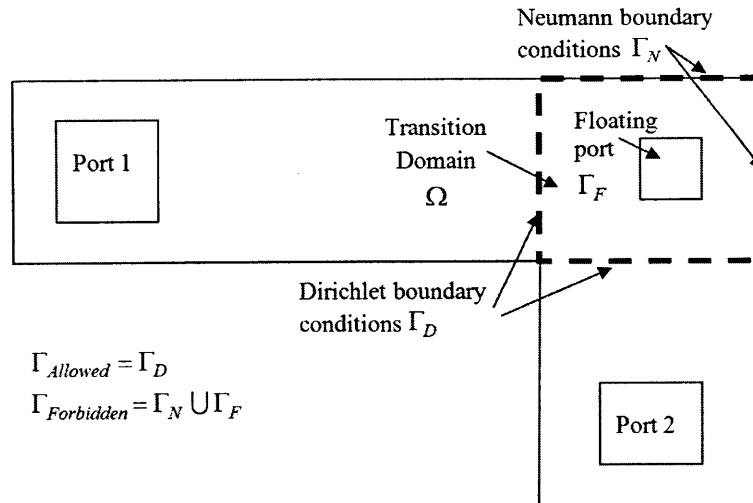 Neumann boundary
conditions Γ_N
Port 1
Transition
Domain
Ω
Floating
port
Γ_F
Dirichlet boundary
conditions Γ_D
Γ_Allowed = Γ_D
Γ_Forbidden = Γ_N ⋃ Γ_F
Port 2